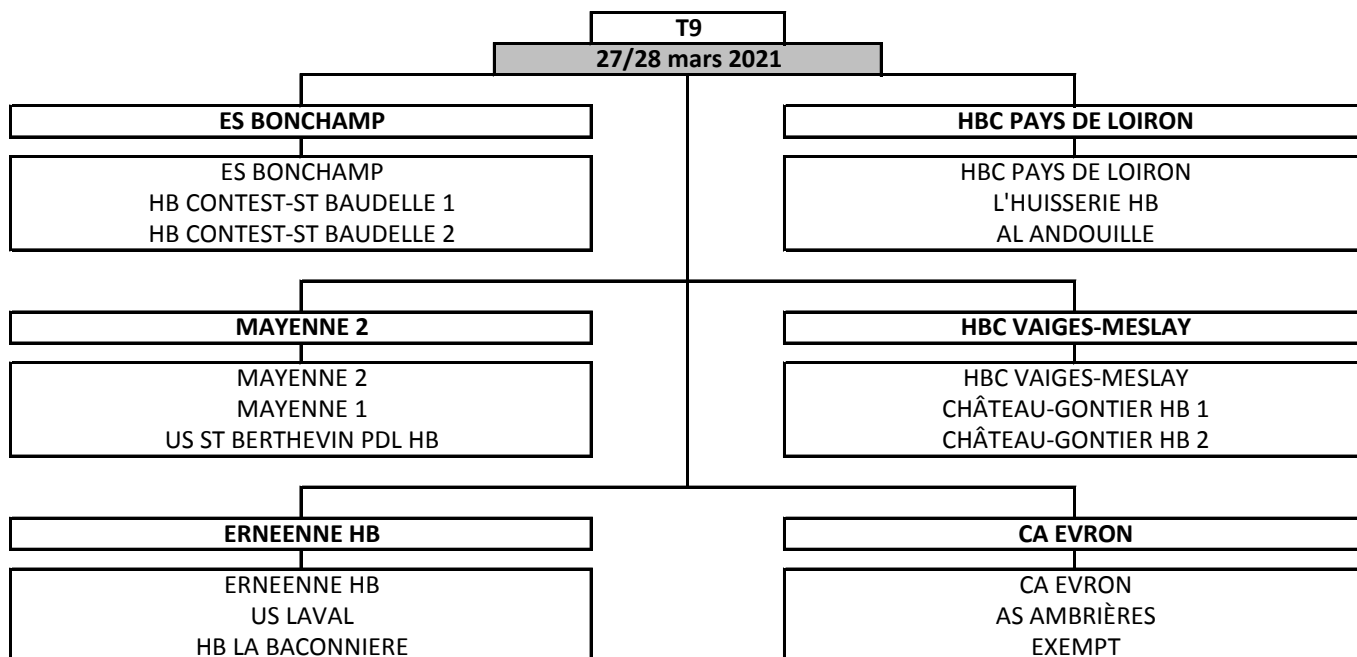 T9
27/28 mars 2021
ES BONCHAMP
ES BONCHAMP
HB CONTEST-ST BAUDELLE 1
HB CONTEST-ST BAUDELLE 2
HBC PAYS DE LOIRON
HBC PAYS DE LOIRON
L'HUISSERIE HB
AL ANDOUILLE
MAYENNE 2
MAYENNE 2
MAYENNE 1
US ST BERTHEVIN PDL HB
HBC VAIGES-MESLAY
HBC VAIGES-MESLAY
CHÂTEAU-GONTIER HB 1
CHÂTEAU-GONTIER HB 2
ERNEENNE HB
ERNEENNE HB
US LAVAL
HB LA BACONNIERE
CA EVRON
CA EVRON
AS AMBRIÈRES
EXEMPT